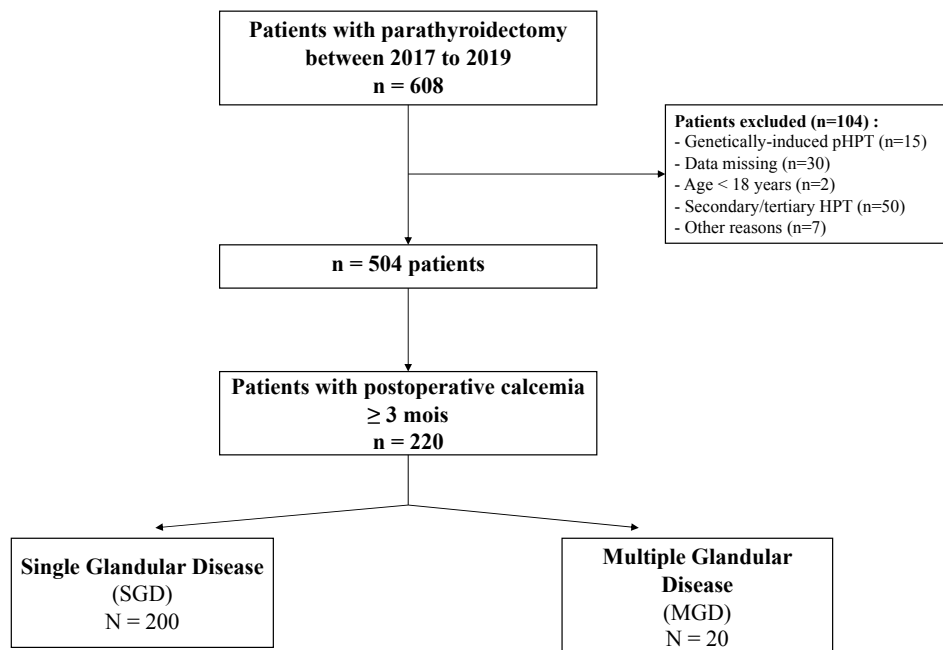 Patients with parathyroidectomy
between 2017 to 2019
n = 608
Patients excluded (n=104) :
- Genetically-induced pHPT (n=15)
- Data missing (n=30)
- Age < 18 years (n=2)
- Secondary/tertiary HPT (n=50)
- Other reasons (n=7)
n = 504 patients
Patients with postoperative calcemia
≥ 3 mois
n = 220
Single Glandular Disease
(SGD)
N = 200
Multiple Glandular
Disease
(MGD)
N = 20